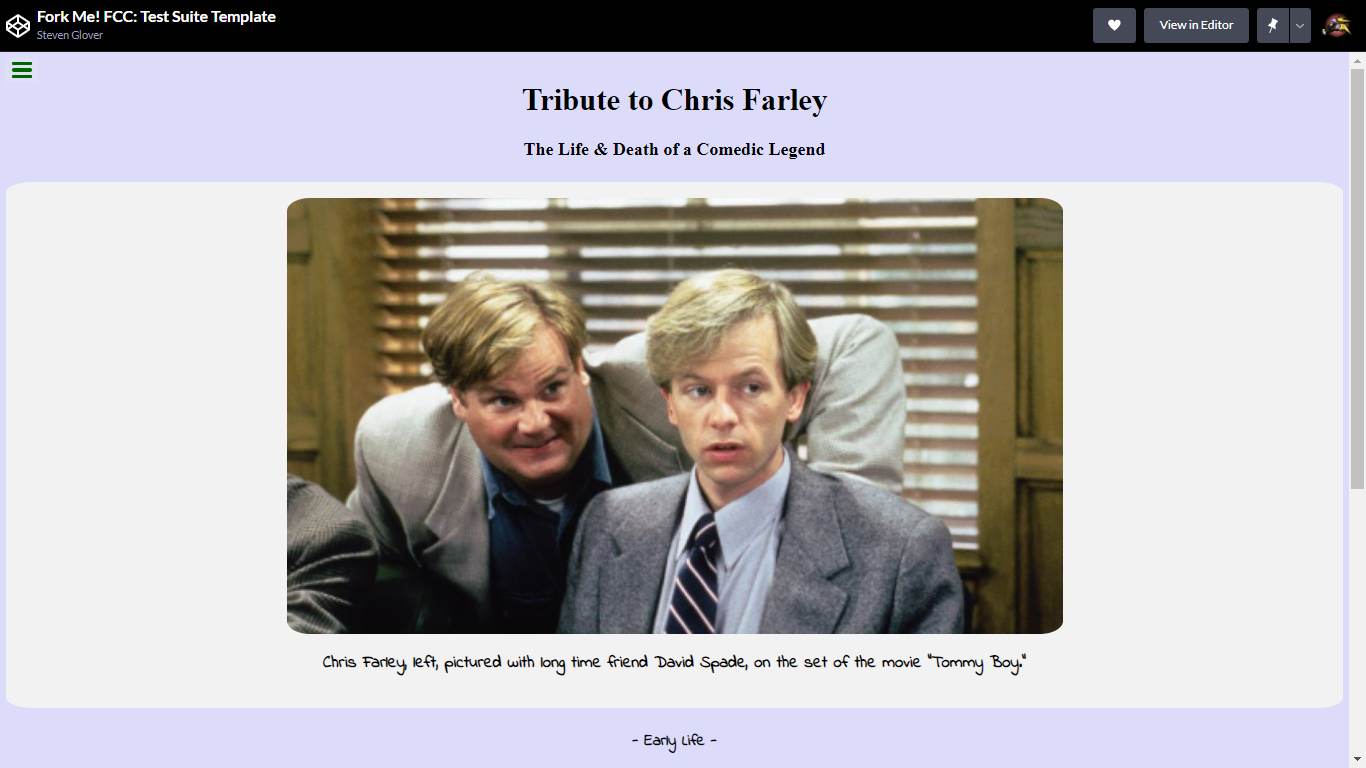 Fork Me! FCC: Test Suite Template
Steven Glover
View in Editor
Tribute to Chris Farley
The Life & Death of a Comedic Legend
Chris Farley, left, pictured with long time friend David Spade, on the set of the movie "Tommy Boy."
- Early Life -